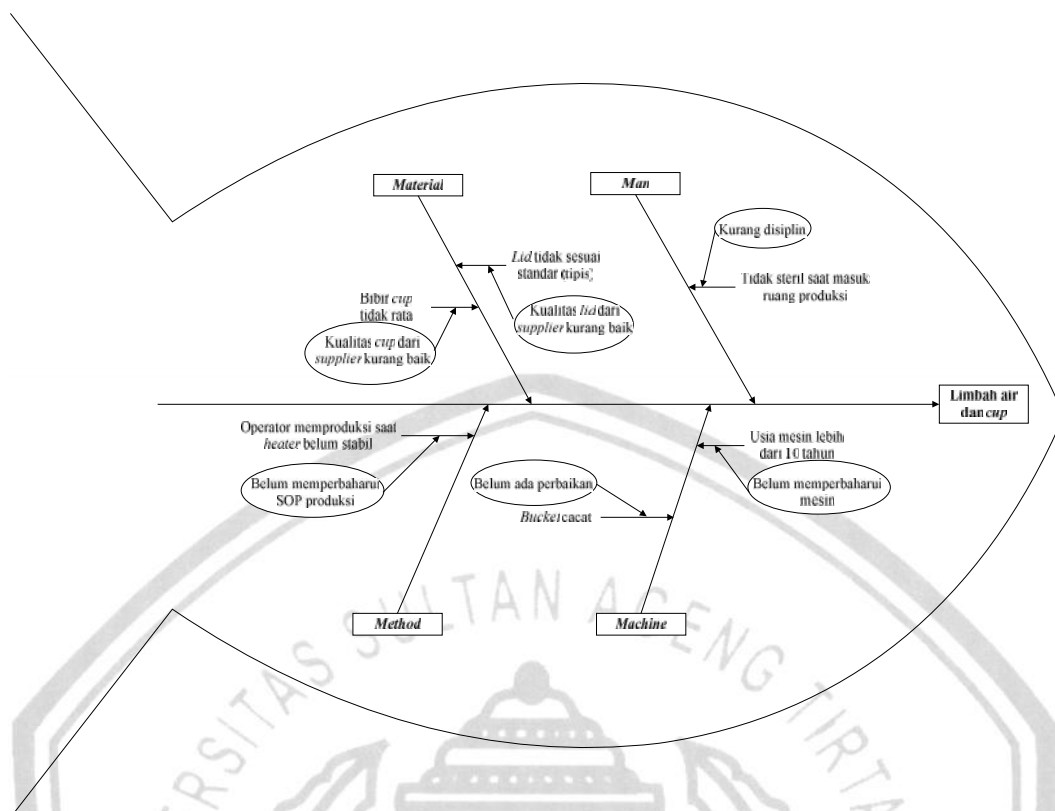 Material
Man
Kurang disiplin
Lid tidak sesuai
standar (tipis)
Tidak steril saat masuk
ruang produksi
Bibir cup
tidak rata
Kualitas lid dari
supplier kurang baik
Kualitas cup dari
supplier kurang baik
Limbah air
dan cup
Operator memproduksi saat
heater belum stabil
Usia mesin lebih
dari 10 tahun
Belum memperbaharui
SOP produksi
Belum ada perbaikan
Belum memperbaharui
mesin
Bucket cacat
Method
Machine
ERSITAS SULTAN AGENG TIRTA